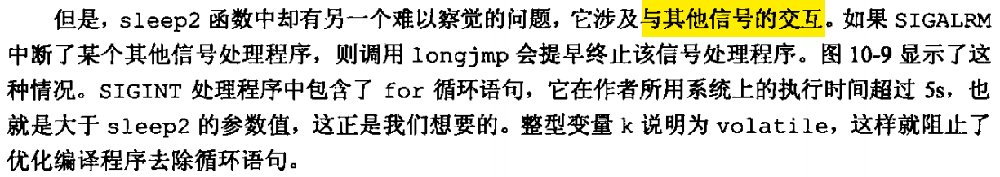 但是，sleep2 函数中却有另一个难以察觉的问题，它涉及与其他信号的交互。如果 SIGALRM
中断了某个其他信号处理程序，则调用 longjmp 会提早终止该信号处理程序。图 10-9 显示了这
种情况。SIGINT 处理程序中包含了 for 循环语句，它在作者所用系统上的执行时间超过 5s，也
就是大于 sleep2 的参数值，这正是我们想要的。整型变量 k 说明为 volatile，这样就阻止了
优化编译程序去除循环语句。